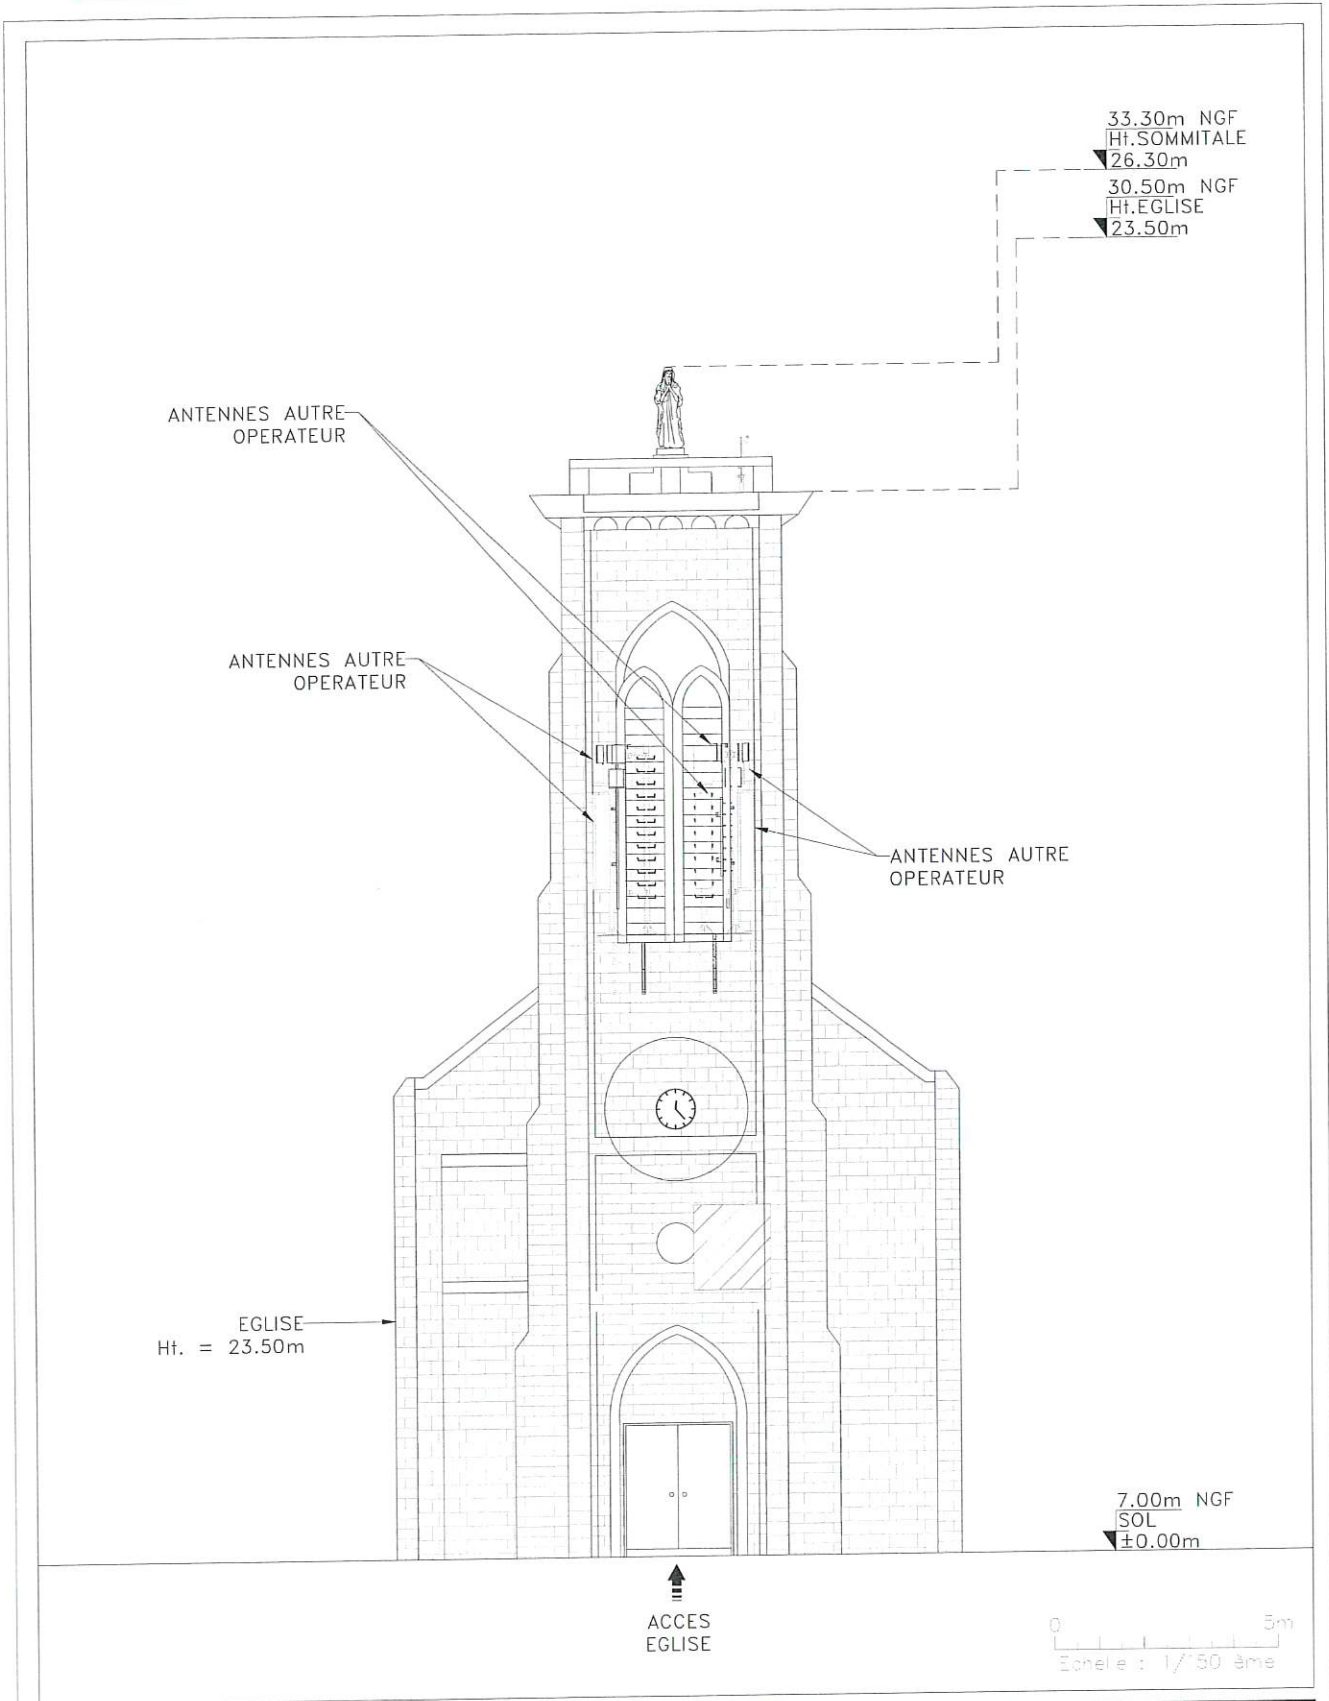 33.30m NGF
Ht.SOMMITALE
26.30m
30.50m NGF
Ht.EGLISE
23.50m
ANTENNES AUTRE
OPERATEUR
ANTENNES AUTRE
OPERATEUR
ANTENNES AUTRE
OPERATEUR
EGLISE
Ht. = 23.50m
7.00m NGF
SOL
±0.00m
ACCES
EGLISE
0 5m
Echelle : 1/150 ème